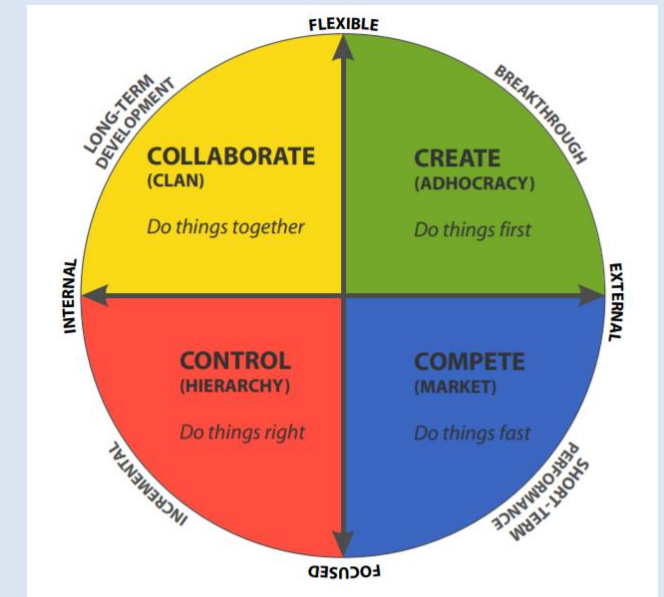 FLEXIBLE
LONG-TERM
DEVELOPMENT
BREAKTHROUGH
COLLABORATE
(CLAN)
Do things together
CREATE
(ADHOCRACY)
Do things first
INTERNAL
EXTERNAL
CONTROL
(HIERARCHY)
Do things right
COMPETE
(MARKET)
Do things fast
INCREMENTAL
SHORT-TERM
PERFORMANCE
FOCUSED